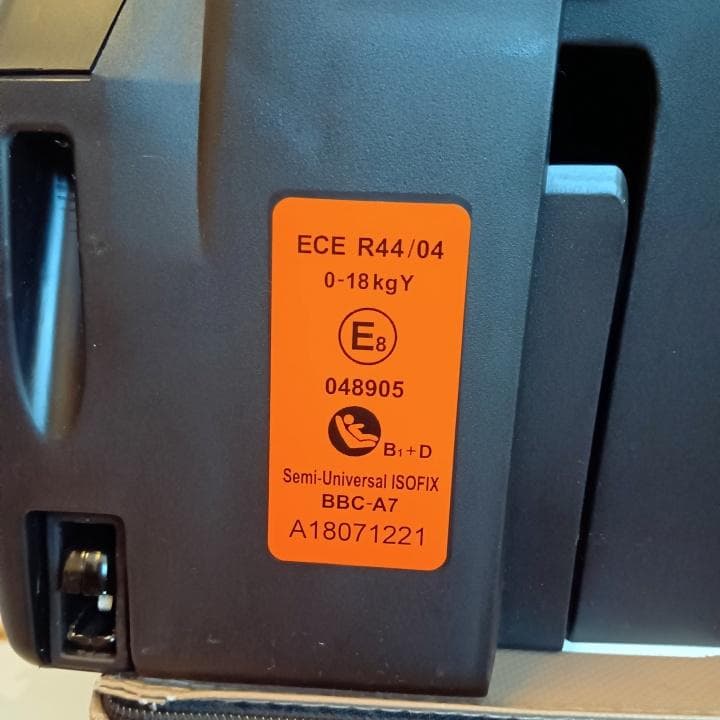 ECE R44/04
0-18kgY
E8
048905
B1+D
Semi-Universal ISOFIX
BBC-A7
A18071221